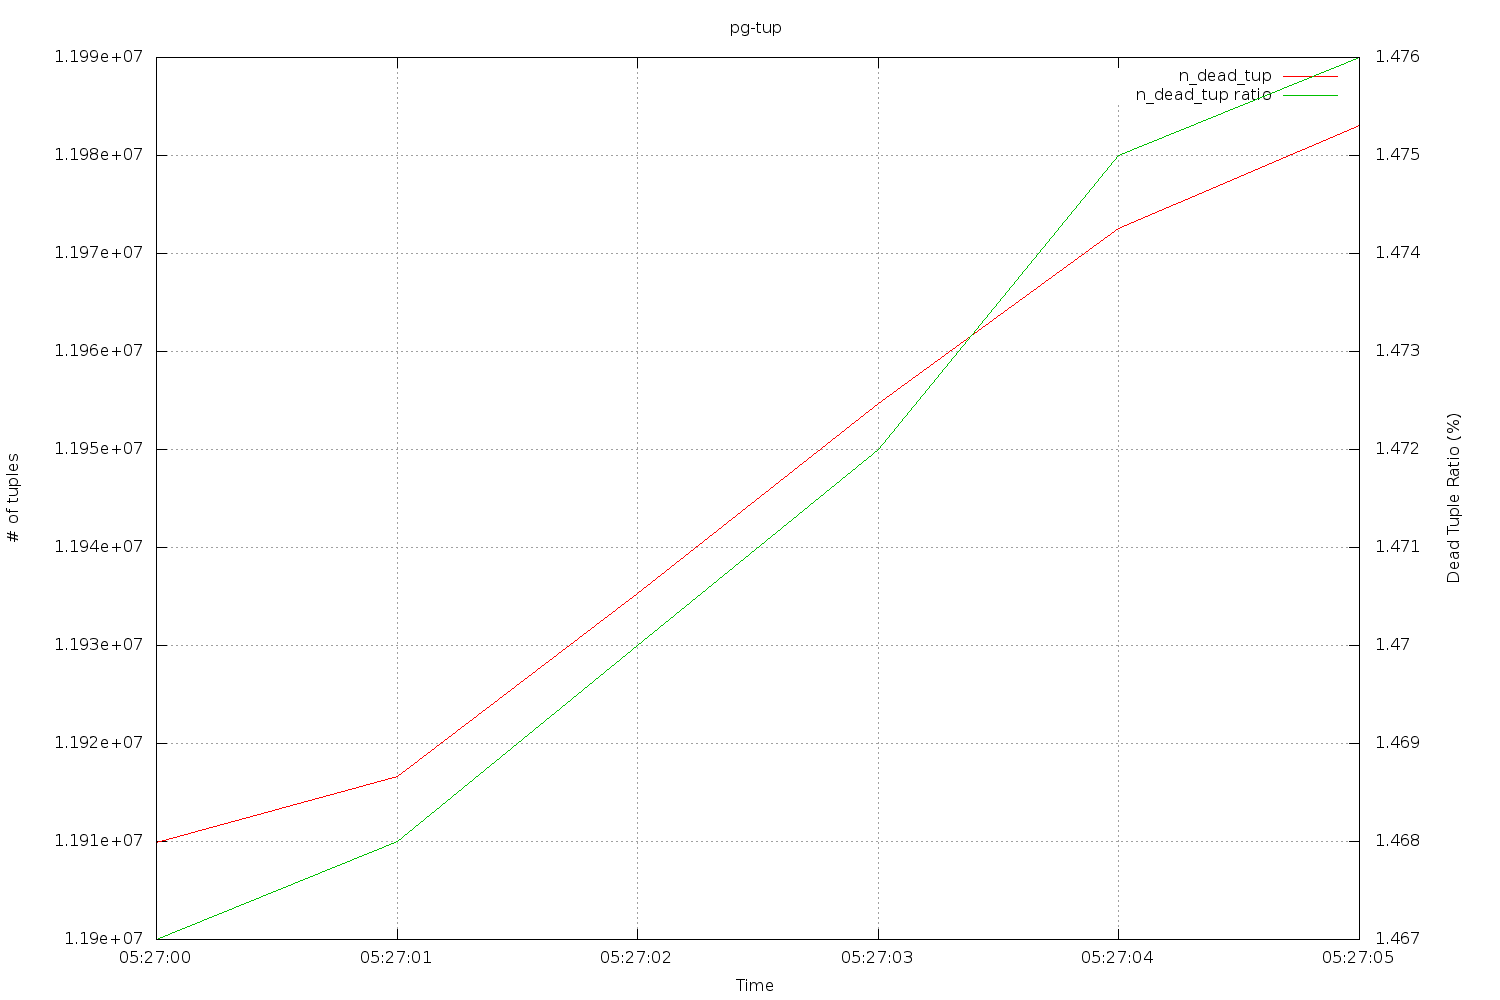 pg-tup
n_dead_tup
n_dead_tup ratio
1.199e+07
1.198e+07
1.197e+07
1.196e+07
1.195e+07
1.194e+07
1.193e+07
1.192e+07
1.191e+07
1.19e+07
# of tuples
1.476
1.475
1.474
1.473
1.472
1.471
1.47
1.469
1.468
1.467
Dead Tuple Ratio (%)
05:27:00 05:27:01 05:27:02 05:27:03 05:27:04 05:27:05
Time